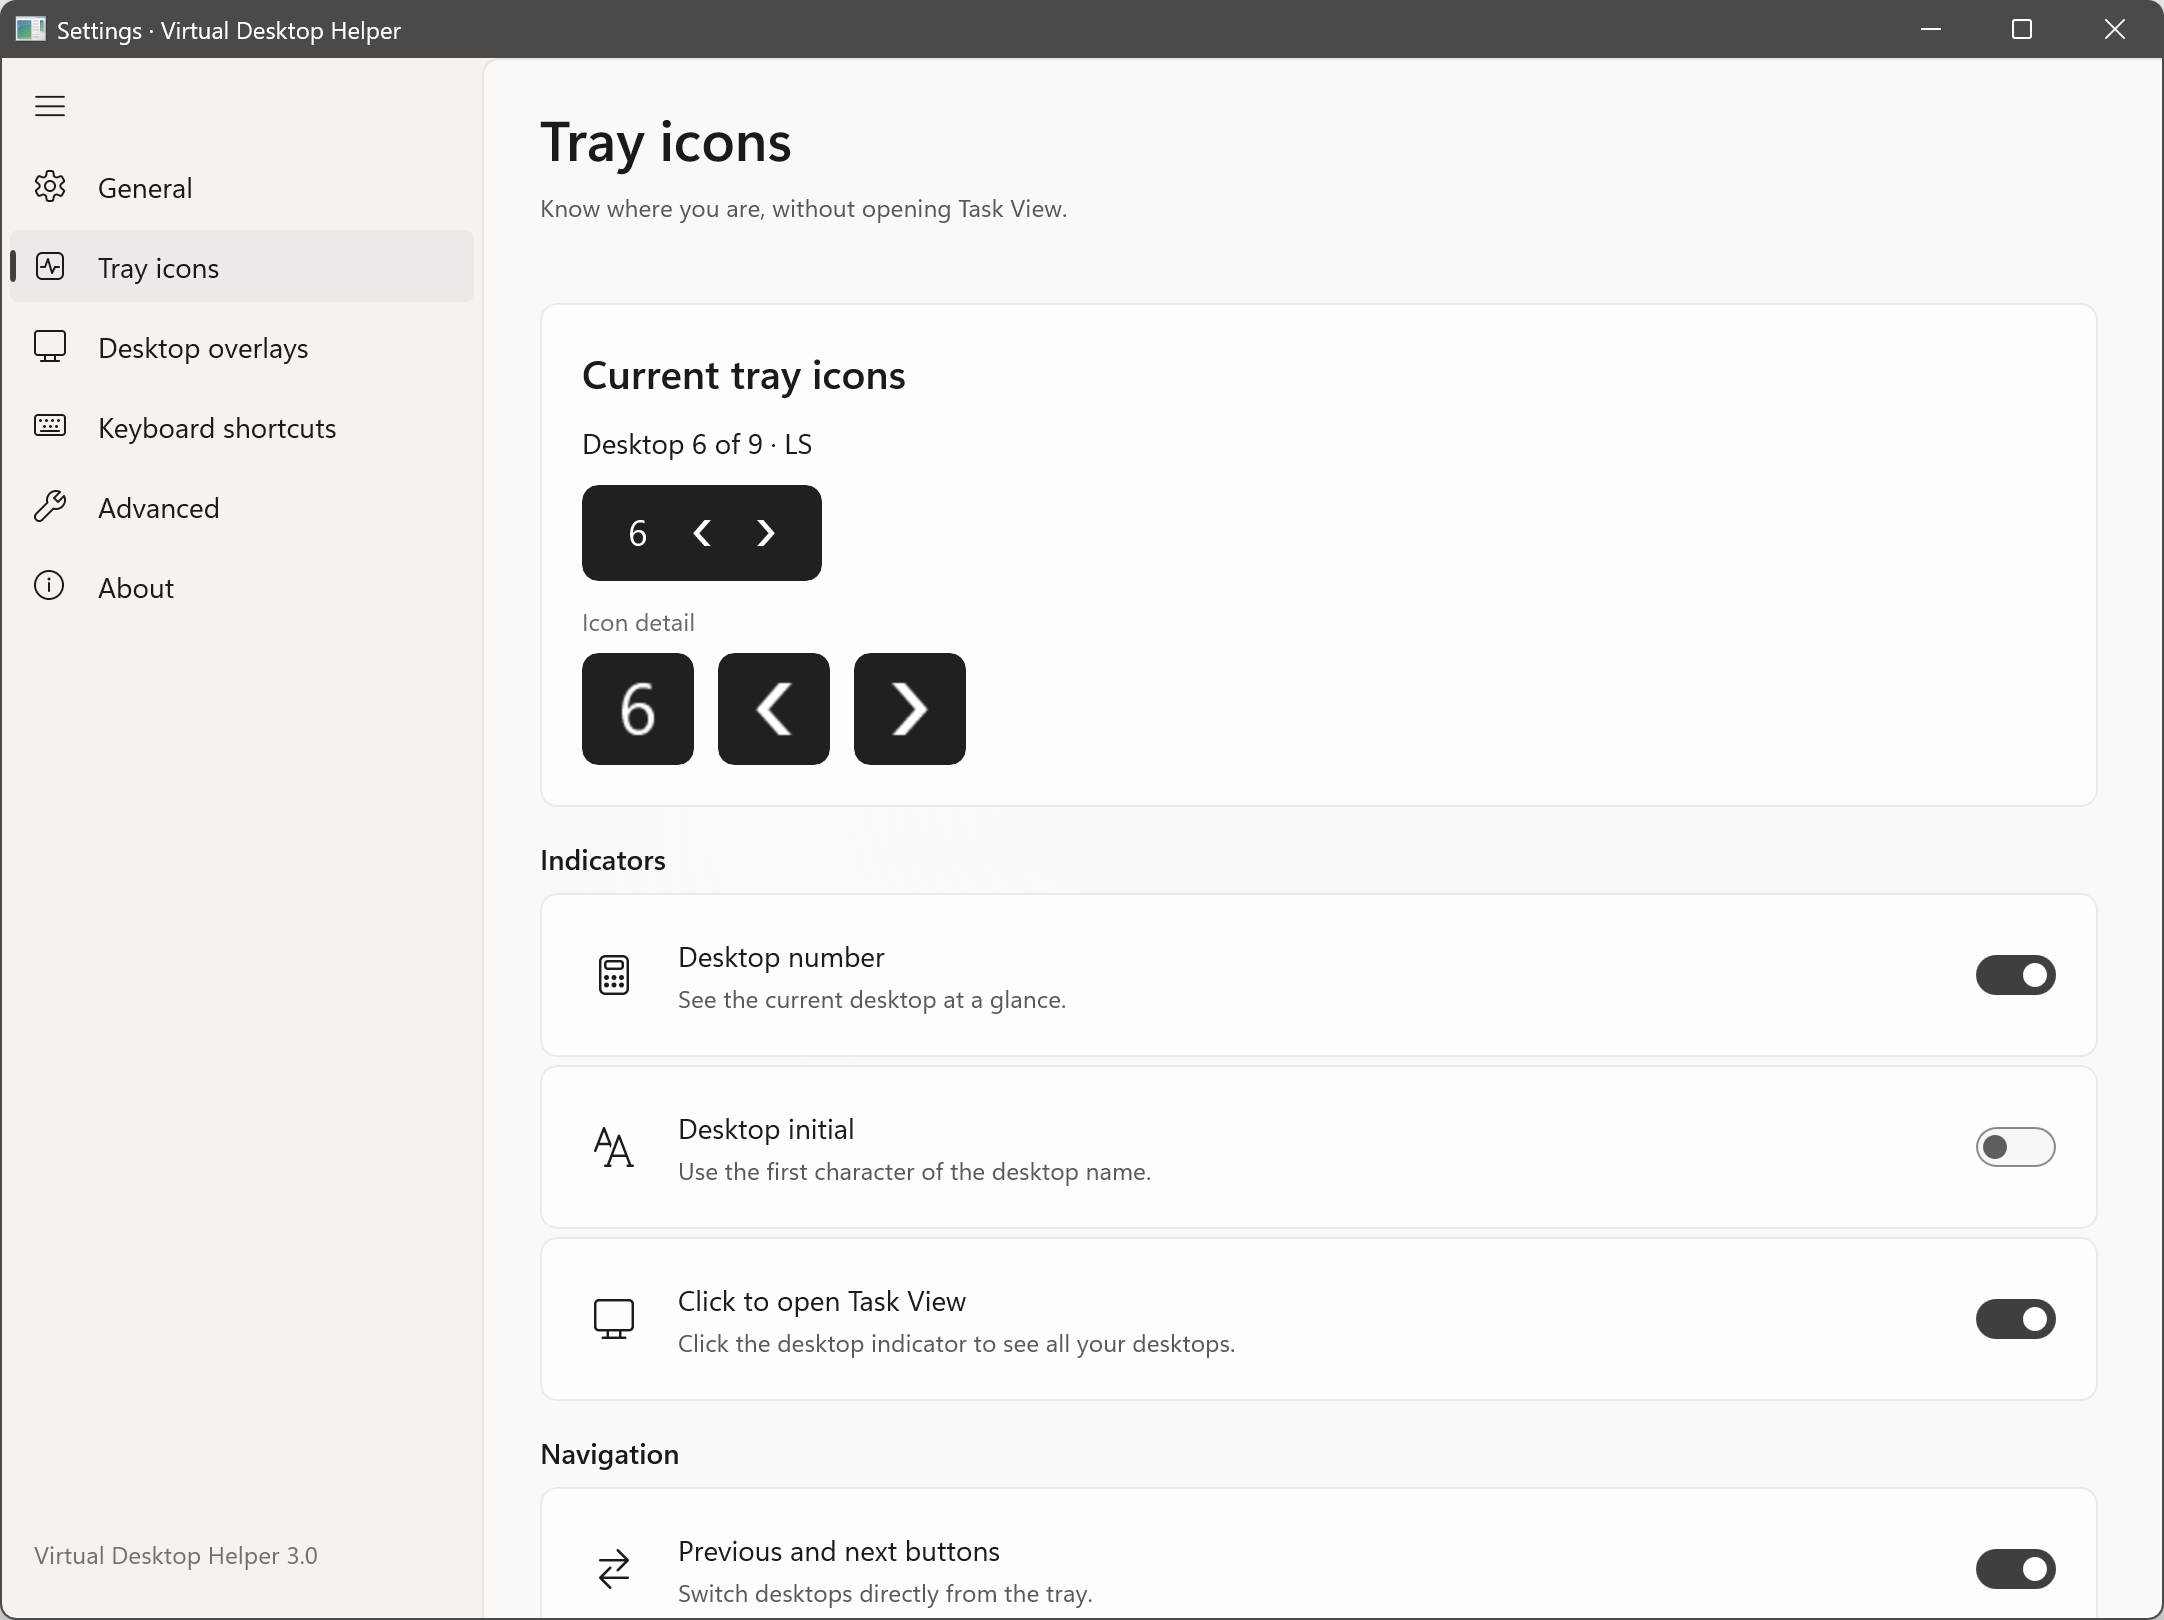 Settings · Virtual Desktop Helper
General
Tray icons
Desktop overlays
Keyboard shortcuts
Advanced
About
Virtual Desktop Helper 3.0
Tray icons
Know where you are, without opening Task View.
Current tray icons
Desktop 6 of 9 · LS
6
Icon detail
6
Indicators
Desktop number
See the current desktop at a glance.
Desktop initial
Use the first character of the desktop name.
Click to open Task View
Click the desktop indicator to see all your desktops.
Navigation
Previous and next buttons
Switch desktops directly from the tray.